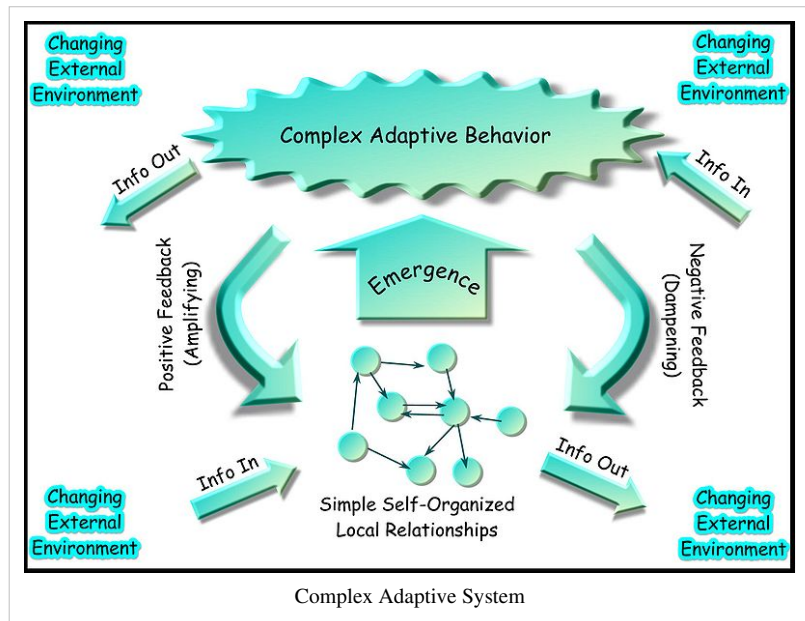 Changing
External
Environment
Changing
External
Environment
Complex Adaptive Behavior
Info Out
Info In
Positive Feedback
(Amplifying)
Emergence
Negative Feedback
(Dampening)
Info In
Info Out
Simple Self-Organized
Local Relationships
Changing
External
Environment
Changing
External
Environment
Complex Adaptive System